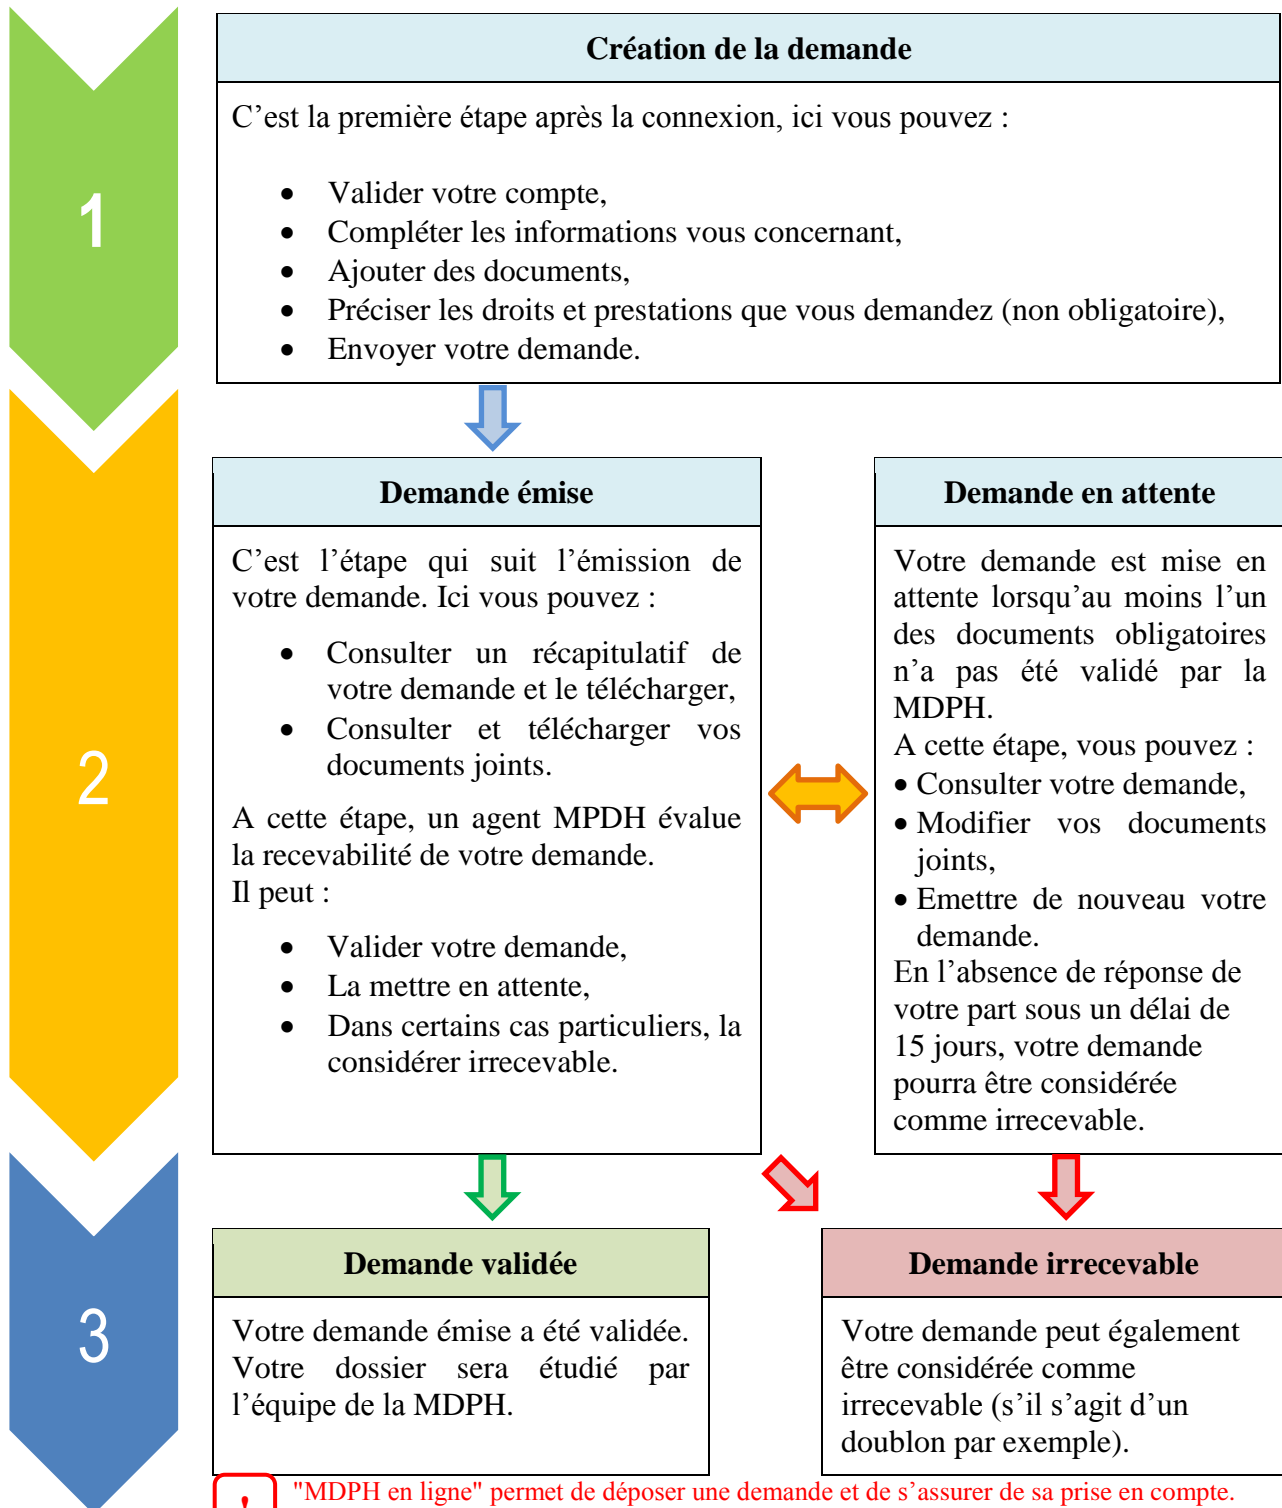 1
Création de la demande
C’est la première étape après la connexion, ici vous pouvez :
• Valider votre compte,
• Compléter les informations vous concernant,
• Ajouter des documents,
• Préciser les droits et prestations que vous demandez (non obligatoire),
• Envoyer votre demande.
2
Demande émise
C’est l’étape qui suit l’émission de
votre demande. Ici vous pouvez :
• Consulter un récapitulatif de
votre demande et le télécharger,
• Consulter et télécharger vos
documents joints.
A cette étape, un agent MPDH évalue
la recevabilité de votre demande.
Il peut :
• Valider votre demande,
• La mettre en attente,
• Dans certains cas particuliers, la
considérer irrecevable.
Demande en attente
Votre demande est mise en
attente lorsqu’au moins l’un
des documents obligatoires
n’a pas été validé par la
MDPH.
A cette étape, vous pouvez :
• Consulter votre demande,
• Modifier vos documents
joints,
• Emettre de nouveau votre
demande.
En l’absence de réponse de
votre part sous un délai de
15 jours, votre demande
pourra être considérée
comme irrecevable.
3
Demande validée
Votre demande émise a été validée.
Votre dossier sera étudié par
l’équipe de la MDPH.
Demande irrecevable
Votre demande peut également
être considérée comme
irrecevable (s’il s’agit d’un
doublon par exemple).
!
"MDPH en ligne" permet de déposer une demande et de s’assurer de sa prise en compte.